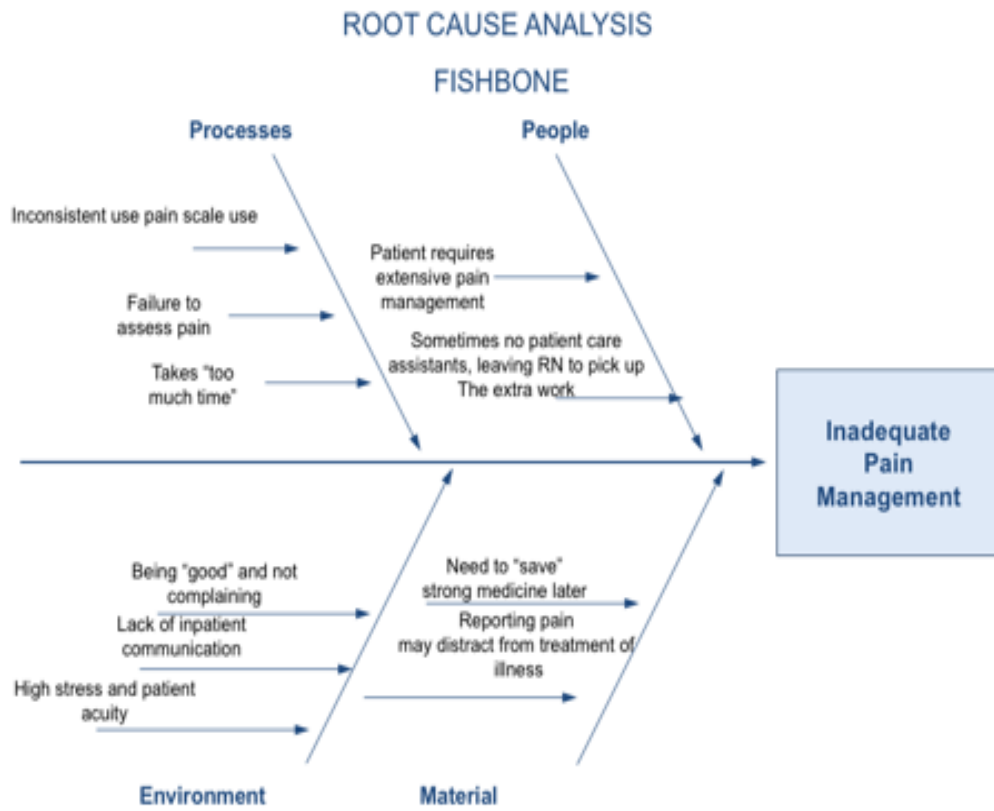 ROOT CAUSE ANALYSIS
FISHBONE
Processes
People
Inconsistent use pain scale use
Failure to
assess pain
Takes “too
much time”
Patient requires
extensive pain
management
Sometimes no patient care
assistants, leaving RN to pick up
The extra work
Inadequate
Pain
Management
Being “good” and not
complaining
Lack of inpatient
communication
High stress and patient
acuity
Need to “save”
strong medicine later
Reporting pain
may distract from treatment of
illness
Environment
Material